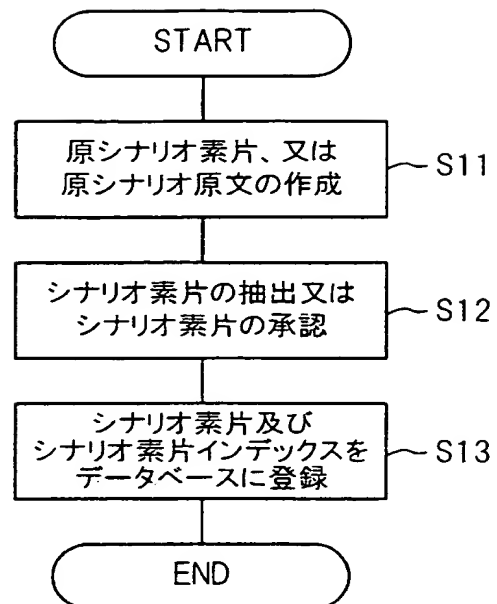 START
原シナリオ素片、又は
原シナリオ原文の作成
S11
シナリオ素片の抽出又は
シナリオ素片の承認
S12
シナリオ素片及び
シナリオ素片インデックスを
データベースに登録
S13
END